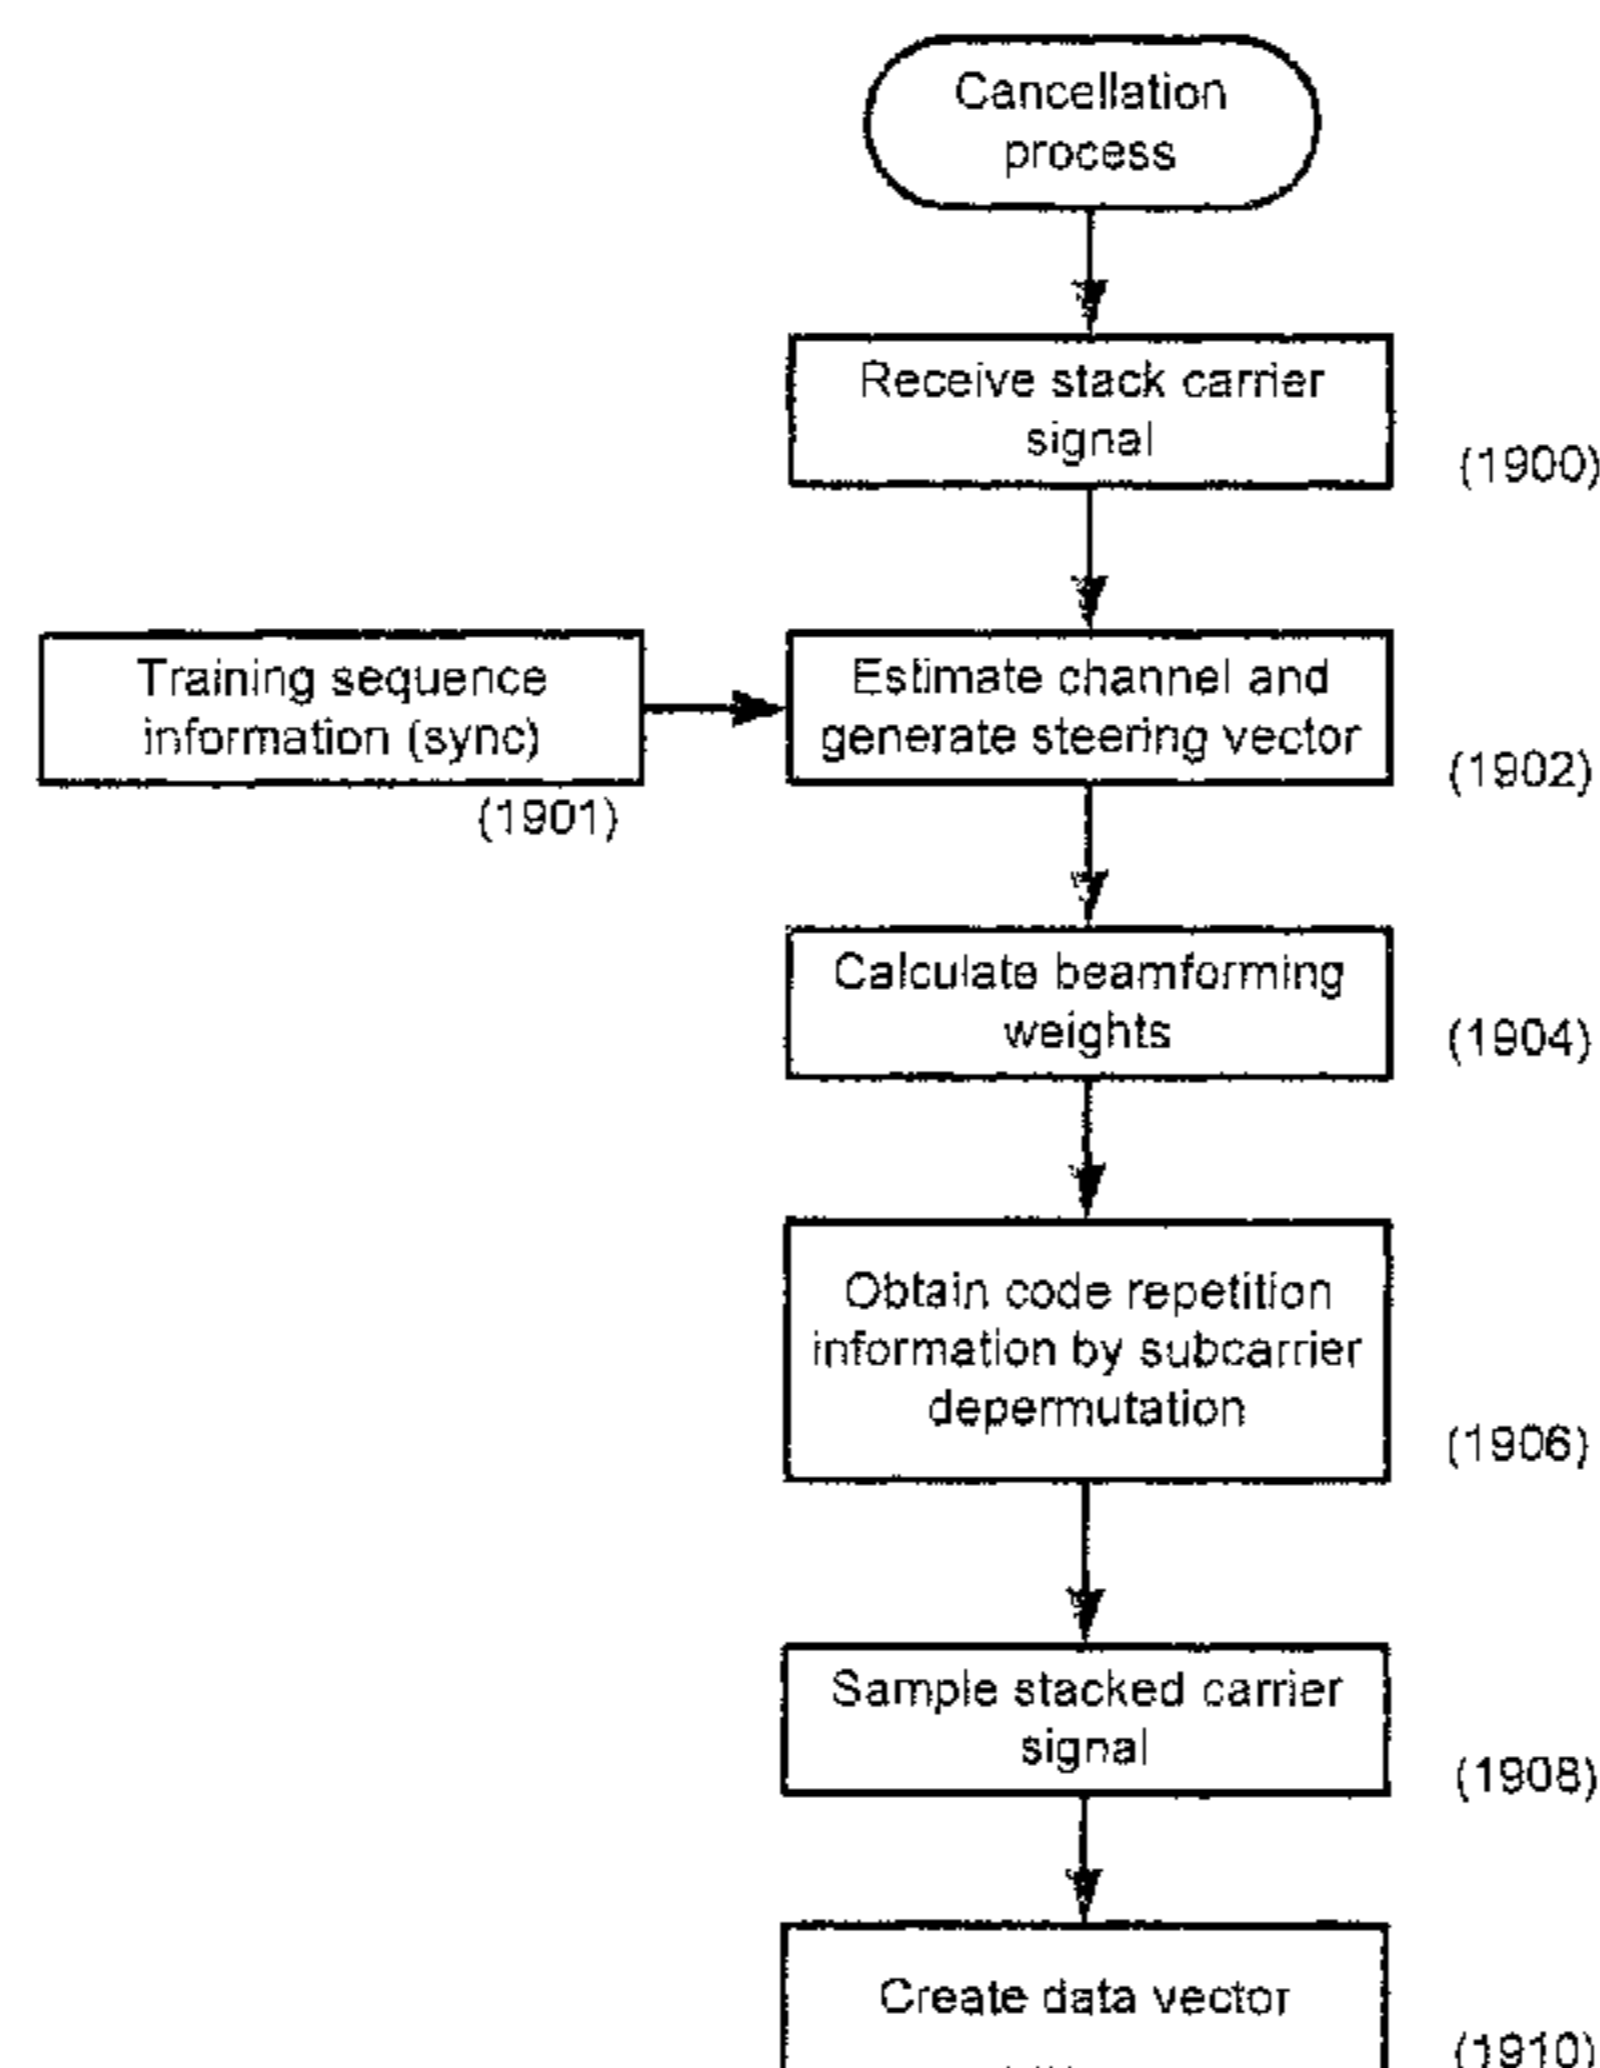 Cancellation
process
Receive stack carrier
signal
(1900)
Training sequence
information (sync)
(1901)
Estimate channel and
generate steering vector
(1902)
Calculate beamforming
weights
(1904)
Obtain code repetition
information by subcarrier
depermutation
(1906)
Sample stacked carrier
signal
(1908)
Create data vector
(1910)